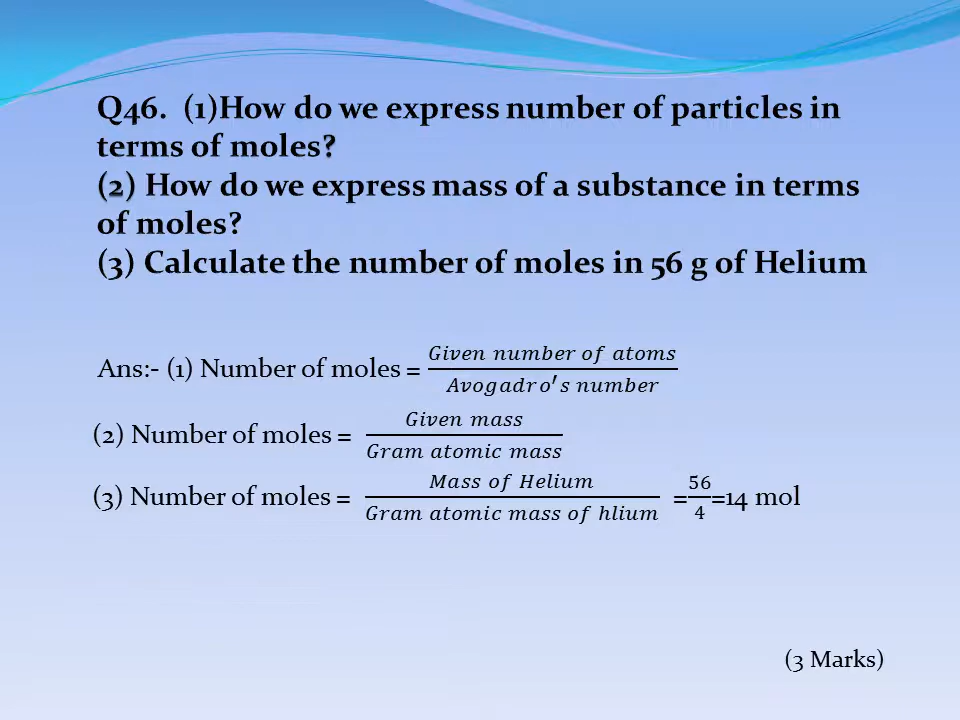 Q46.  (1)How do we express number of particles in
terms of moles?
(2) How do we express mass of a substance in terms
of moles?
(3) Calculate the number of moles in 56 g of Helium
Ans:- (1) Number of moles = Given number of atoms / Avogadro's number
(2) Number of moles = Given mass / Gram atomic mass
(3) Number of moles = Mass of Helium / Gram atomic mass of hlium =56/4=14 mol
(3 Marks)